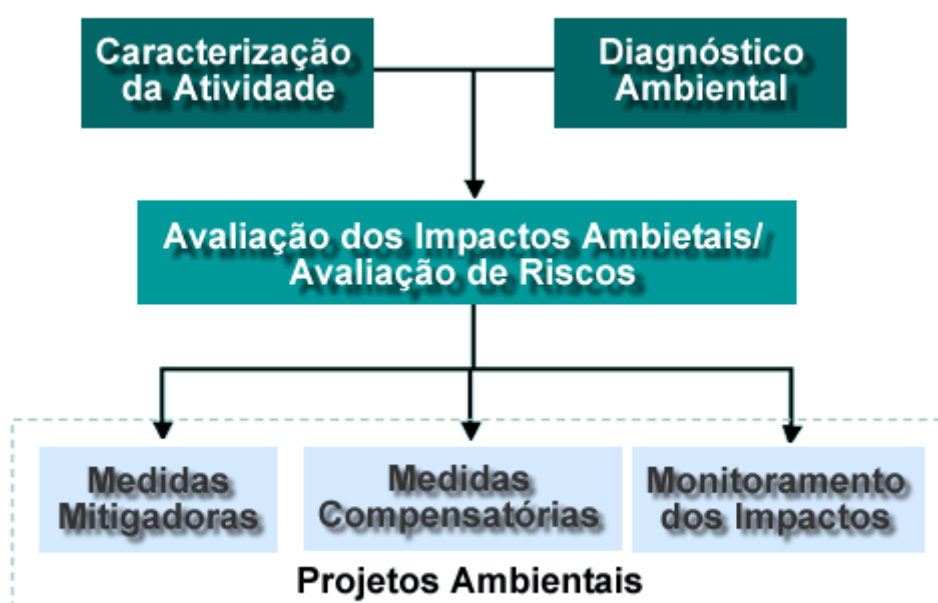 Caracterização
da Atividade
Diagnóstico
Ambiental
Avaliação dos Impactos Ambietais/
Avaliação de Riscos
Medidas
Mitigadoras
Medidas
Compensatórias
Monitoramento
dos Impactos
Projetos Ambientais